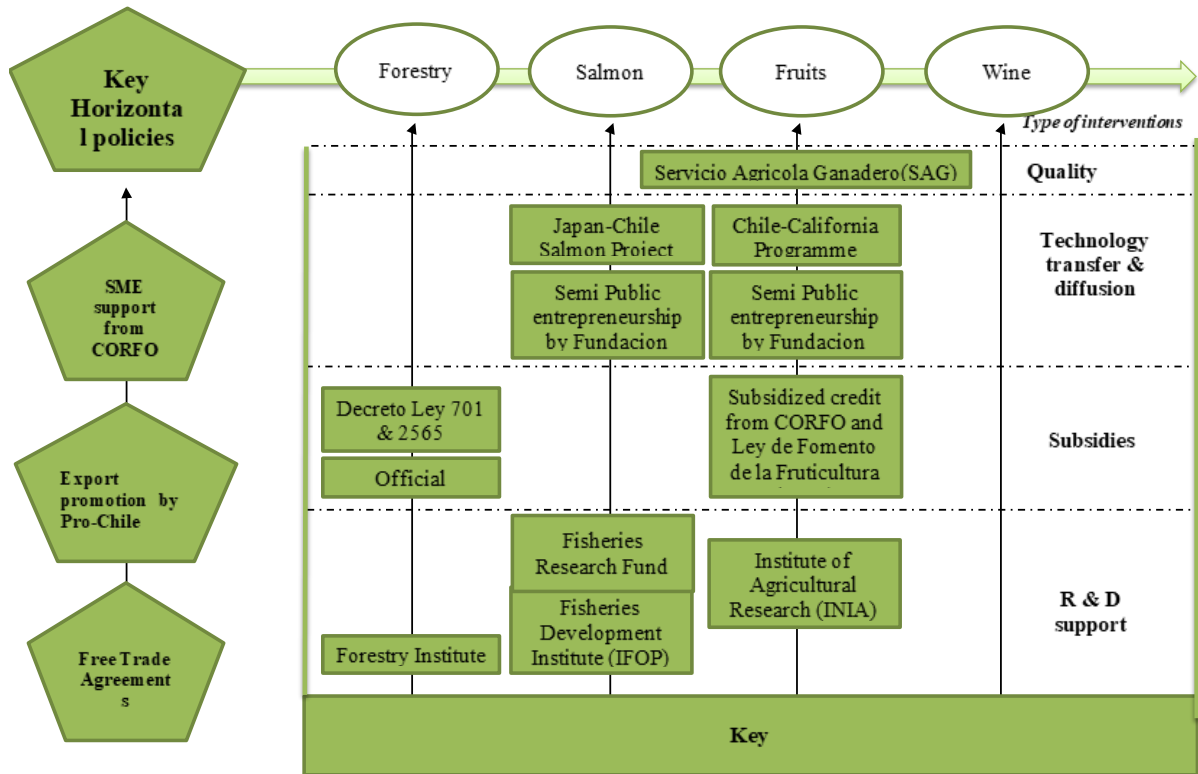 Key
Horizonta
l policies
Forestry
Salmon
Fruits
Wine
Type of interventions
Servicio Agricola Ganadero(SAG)
Quality
SME
support
from
CORFO
Japan-Chile
Salmon Project
Chile-California
Programme
Semi Public
entrepreneurship
by Fundacion
Semi Public
entrepreneurship
by Fundacion
Technology
transfer &
diffusion
Export
promotion by
Pro-Chile
Decreto Ley 701
& 2565
Official
Subsidized credit
from CORFO and
Ley de Fomento
de la Fruticultura
Subsidies
Free Trade
Agreement
s
Forestry Institute
Fisheries
Research Fund
Fisheries
Development
Institute (IFOP)
Institute of
Agricultural
Research (INIA)
R & D
support
Key